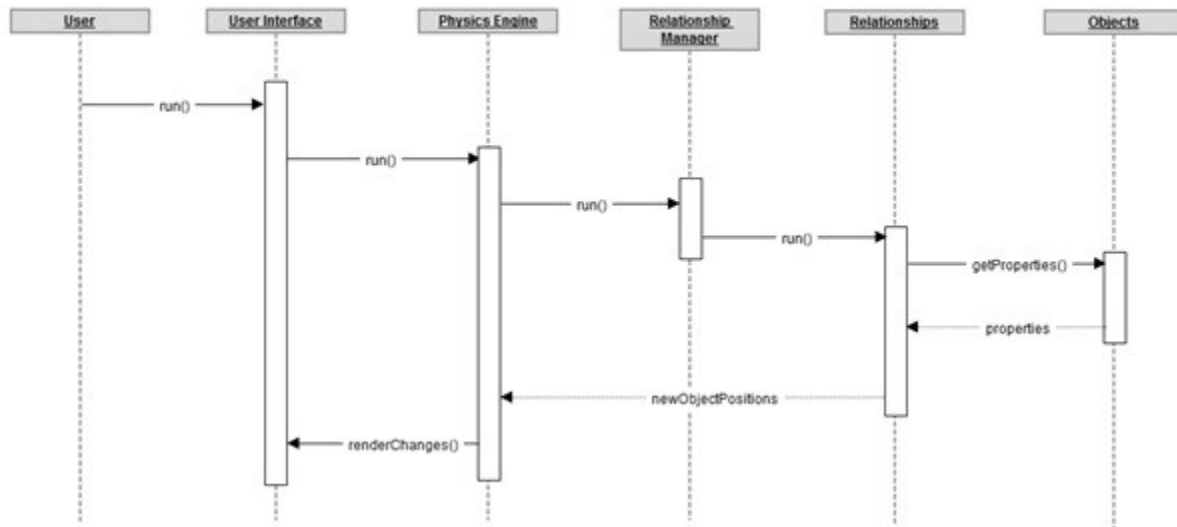 User
User Interface
Physics Engine
Relationship
Manager
Relationships
Objects
run()
run()
run()
run()
getProperties()
properties
newObjectPositions
renderChanges()